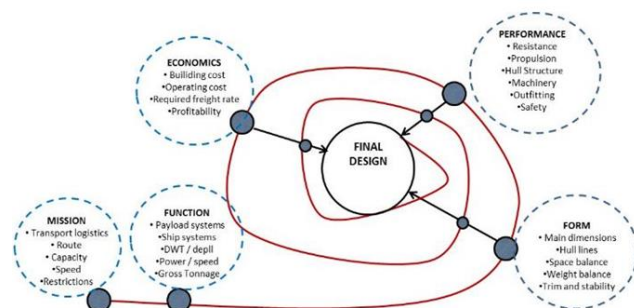 PERFORMANCE
•Resistance
•Propulsion
•Hull Structure
•Machinery
•Outfitting
•Safety
ECONOMICS
•Builiding cost
•Operating cost
•Required freight rate
•Profitability
FINAL
DESIGN
MISSION
•Transport logistics
•Route
•Capacity
•Speed
•Restrictions
FUNCTION
•Payload systems
•Ship systems
•DWT / depll
•Power / speed
•Gross Tonnage
FORM
•Main dimensions
•Hull lines
•Space balance
•Weight balance
•Trim and stability